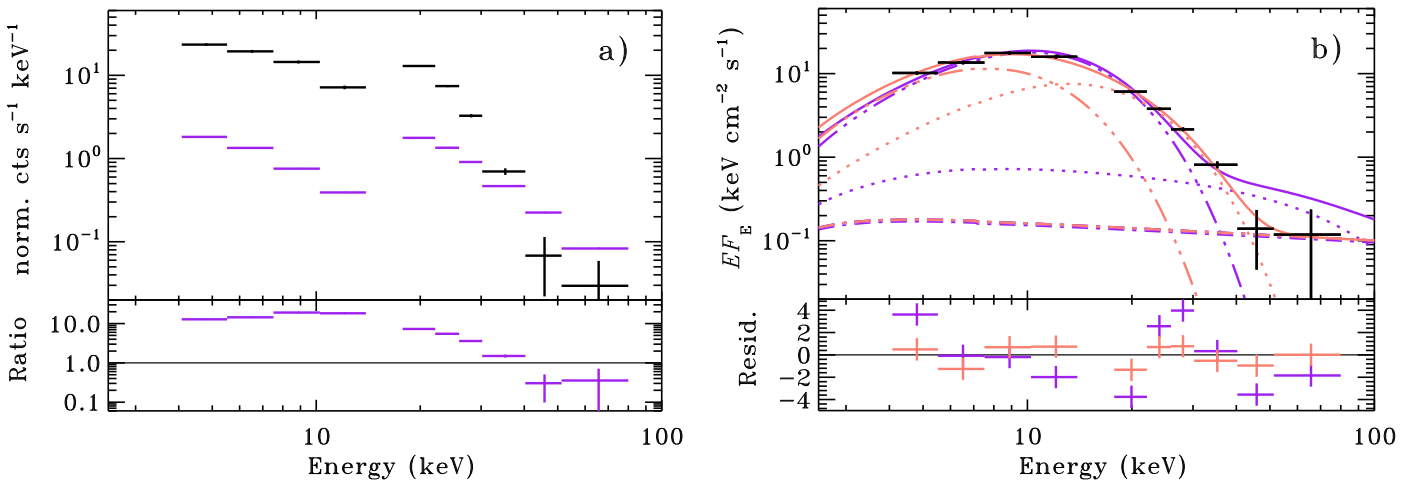 norm. cts s⁻¹ keV⁻¹
10¹
10⁰
10⁻¹
a)
Ratio
10.0
1.0
0.1
10
100
Energy (keV)
EF_E (keV cm⁻² s⁻¹)
10¹
10⁰
10⁻¹
b)
Resid.
4
2
0
−2
−4
10
100
Energy (keV)